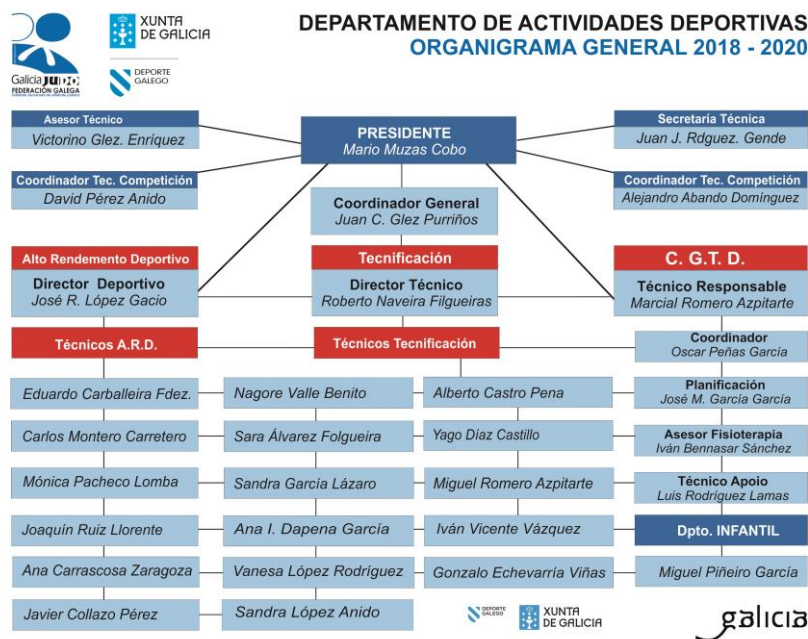 DEPARTAMENTO DE ACTIVIDADES DEPORTIVAS
ORGANIGRAMA GENERAL 2018 - 2020
Galicia JUDO
FEDERACIÓN GALEGA
XUNTA
DE GALICIA
DEPORTE
GALEGO
Asesor Técnico
Victorino Glez. Enríquez
PRESIDENTE
Mario Muzas Cobo
Secretaría Técnica
Juan J. Rdguez. Gende
Coordinador Tec. Competición
David Pérez Anido
Coordinador General
Juan C. Glez Purriños
Coordinador Tec. Competición
Alejandro Abando Domínguez
Alto Rendemento Deportivo
Director Deportivo
José R. López Gacio
Tecnificación
Director Técnico
Roberto Naveira Filgueiras
C. G. T. D.
Técnico Responsable
Marcial Romero Azpitarte
Técnicos A.R.D.
Técnicos Tecnificación
Coordinador
Oscar Peñas García
Eduardo Carballeira Fdez.
Nagore Valle Benito
Alberto Castro Pena
Planificación
José M. García García
Carlos Montero Carretero
Sara Álvarez Folgueira
Yago Díaz Castillo
Asesor Fisioterapia
Iván Bennasar Sánchez
Mónica Pacheco Lomba
Sandra García Lázaro
Miguel Romero Azpitarte
Técnico Apoio
Luis Rodríguez Lamas
Joaquín Ruiz Llorente
Ana I. Dapena García
Iván Vicente Vázquez
Dpto. INFANTIL
Ana Carrascosa Zaragoza
Vanesa López Rodríguez
Gonzalo Echevarría Viñas
Miguel Piñeiro García
Javier Collazo Pérez
Sandra López Anido
DEPORTE
GALEGO
XUNTA
DE GALICIA
galicia